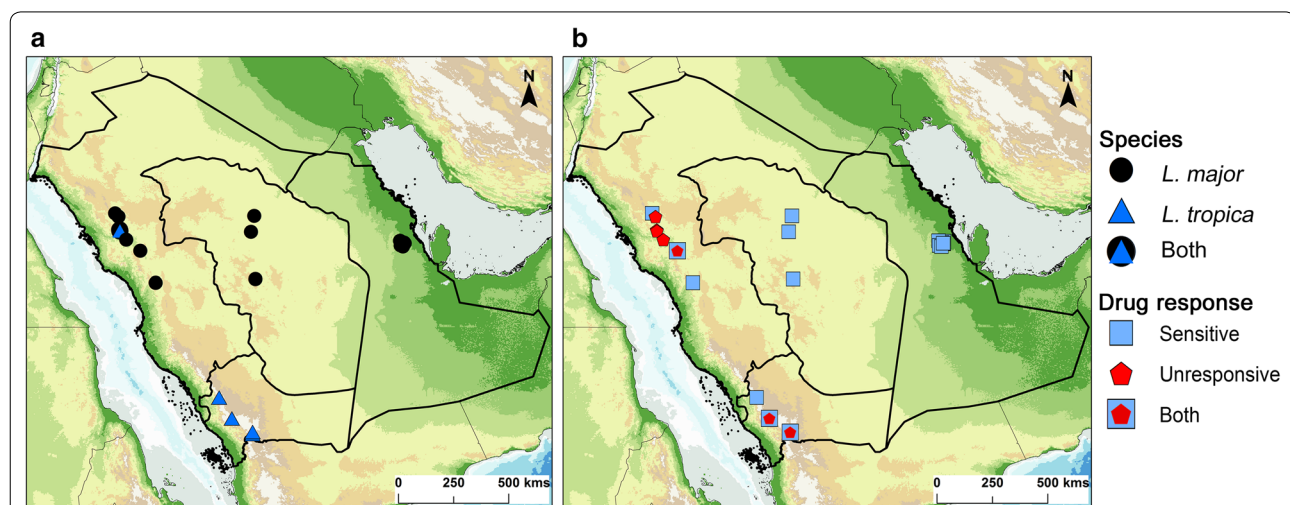 a
b
N
N
Species
L. major
L. tropica
Both
Drug response
Sensitive
Unresponsive
Both
0 250 500 kms
0 250 500 kms